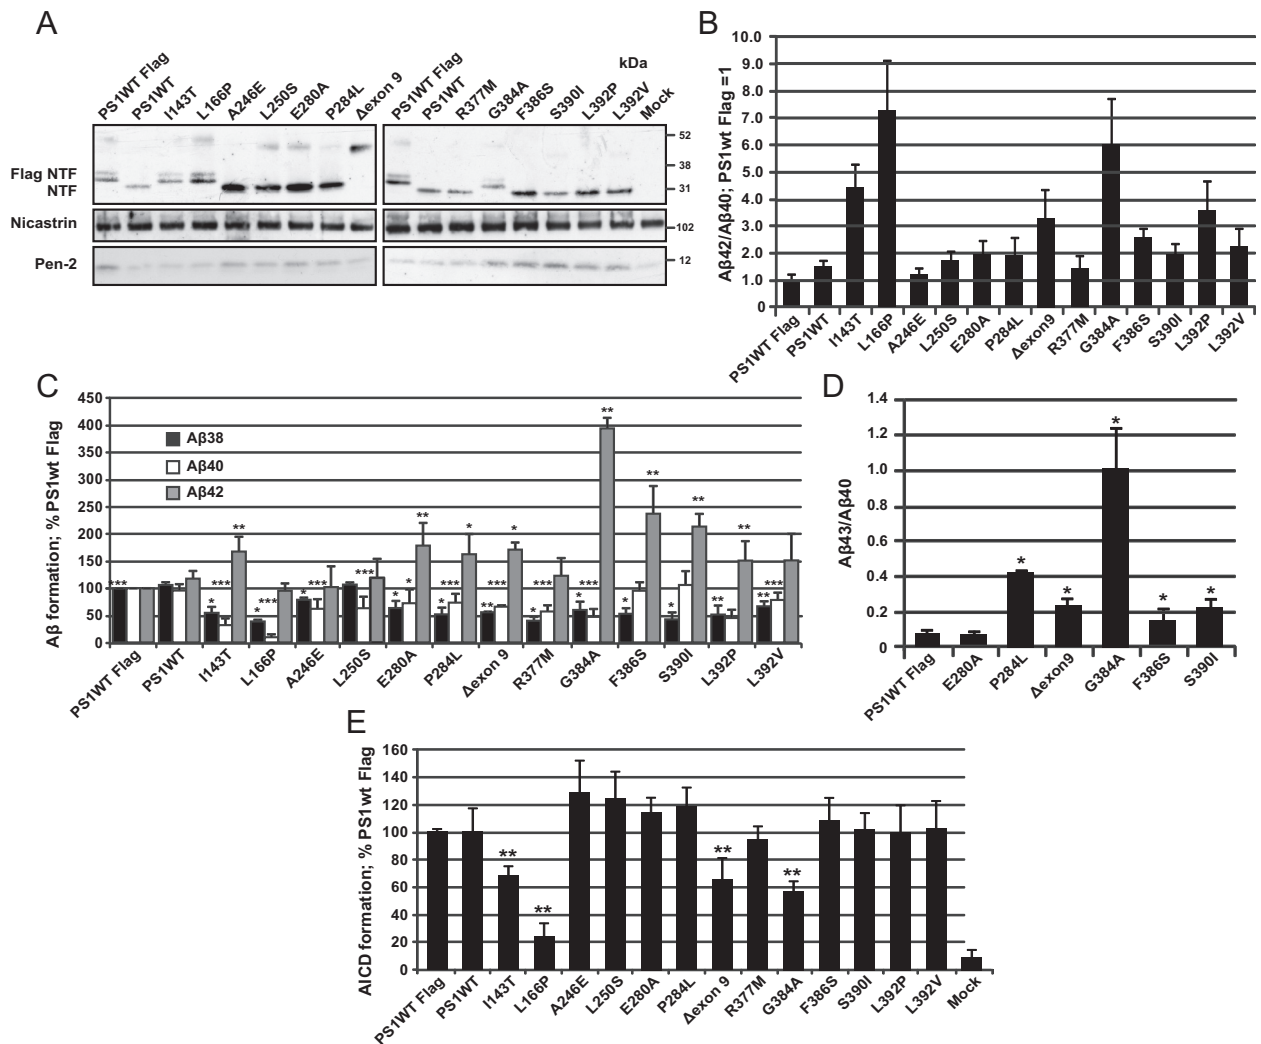 A
PS1WT Flag PS1WT I143T L166P A246E L250S E280A P284L Δexon 9
PS1WT Flag PS1WT R377M G384A F386S S390I L392P L392V Mock
kDa
52
38
Flag NTF
NTF
31
Nicastrin
102
Pen-2
12
B
Aβ42/Aβ40; PS1wt Flag =1
10.0
9.0
8.0
7.0
6.0
5.0
4.0
3.0
2.0
1.0
0
PS1WT Flag PS1WT I143T L166P A246E L250S E280A P284L Δexon9 R377M G384A F386S S390I L392P L392V
C
Aβ formation; % PS1wt Flag
450
400
350
300
250
200
150
100
50
0
Aβ38
Aβ40
Aβ42
*** * *** ** * *** * *** *** * * ** * *** * ** *** * * *** * *** ** * ** * ** ** ** * ***
PS1WT Flag PS1WT I143T L166P A246E L250S E280A P284L Δexon 9 R377M G384A F386S S390I L392P L392V
D
Aβ43/Aβ40
1.4
1.2
1.0
0.8
0.6
0.4
0.2
0
* * * * *
PS1WT Flag E280A P284L Δexon9 G384A F386S S390I
E
AICD formation; % PS1wt Flag
160
140
120
100
80
60
40
20
0
** ** ** **
PS1WT Flag PS1WT I143T L166P A246E L250S E280A P284L Δexon 9 R377M G384A F386S S390I L392P L392V Mock